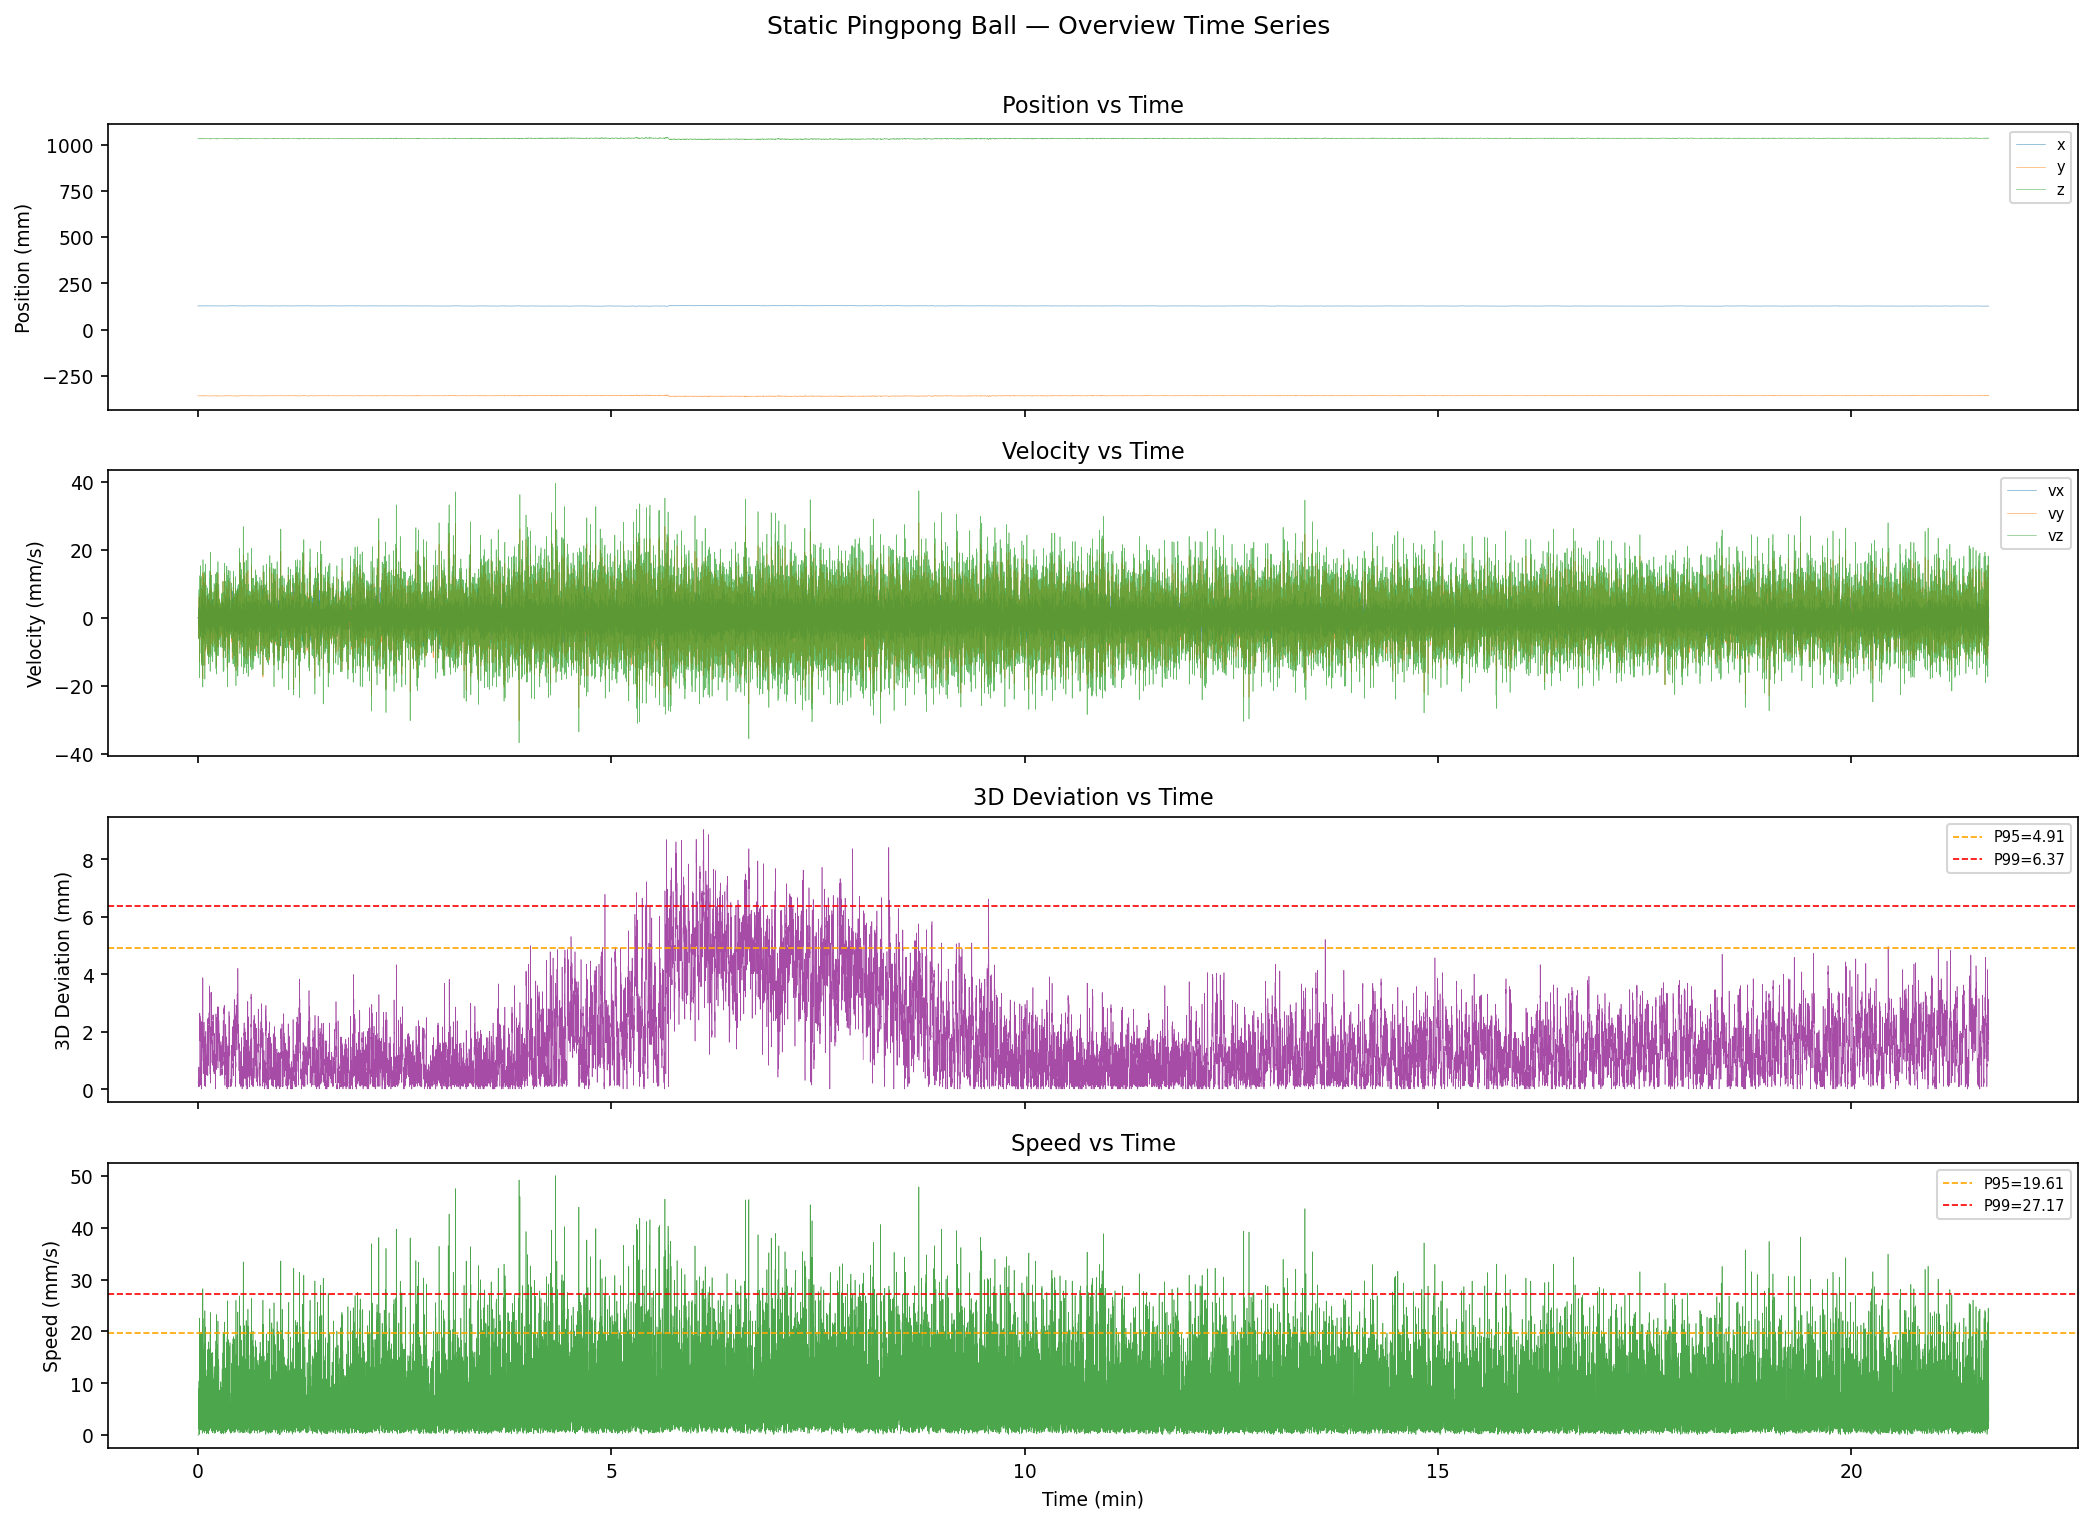 Static Pingpong Ball — Overview Time Series
Position vs Time
Position (mm)
1000
750
500
250
0
−250
x
y
z
Velocity vs Time
Velocity (mm/s)
40
20
0
−20
−40
vx
vy
vz
3D Deviation vs Time
3D Deviation (mm)
8
6
4
2
0
P95=4.91
P99=6.37
Speed vs Time
Speed (mm/s)
50
40
30
20
10
0
P95=19.61
P99=27.17
0 5 10 15 20
Time (min)